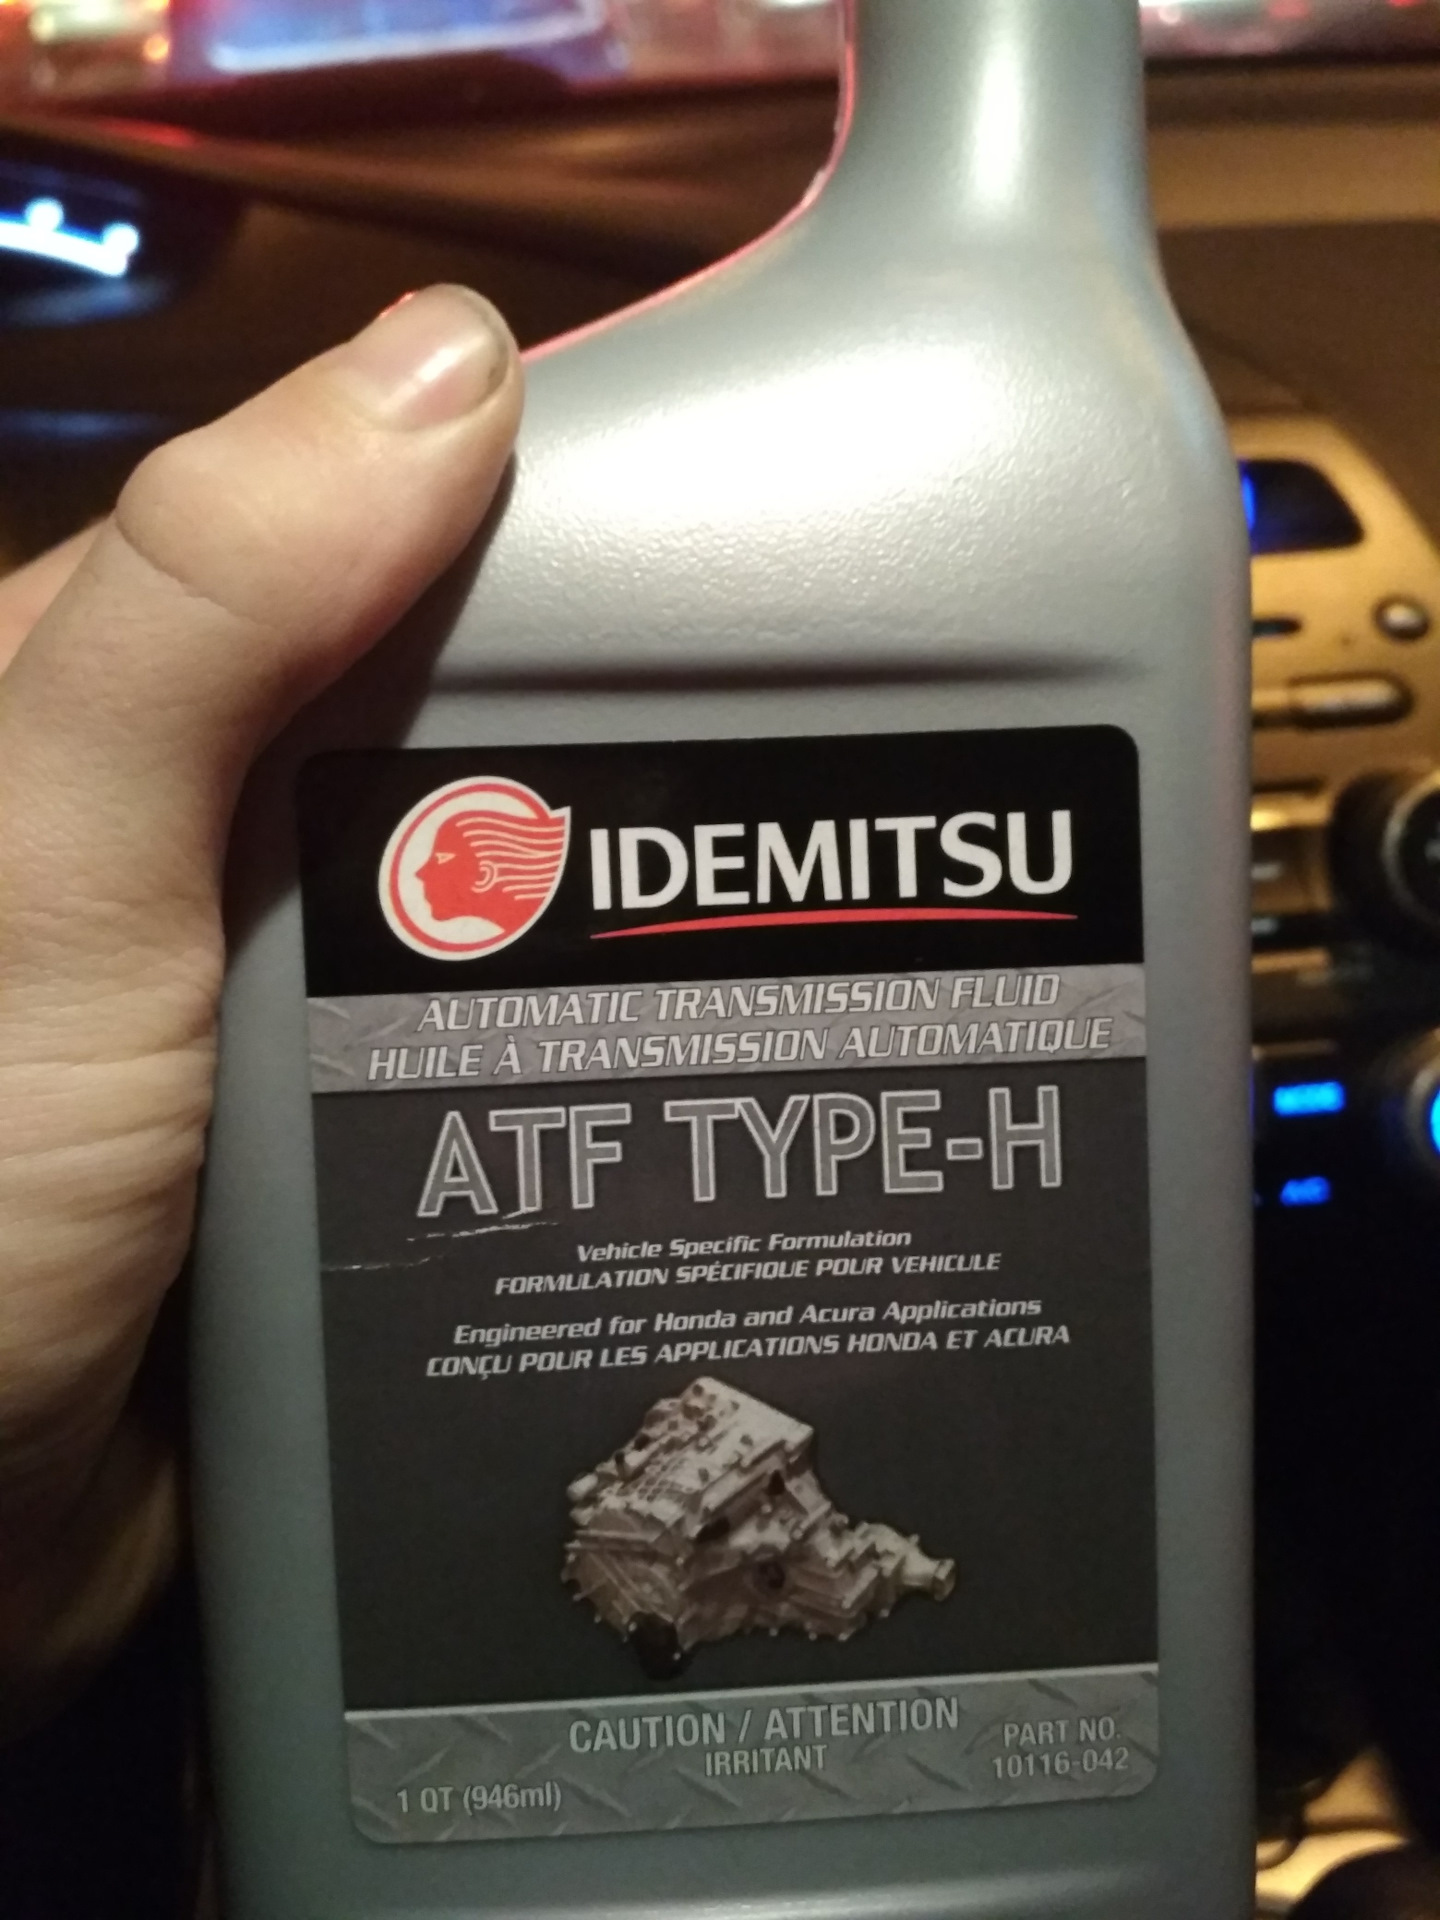 IDEMITSU
AUTOMATIC TRANSMISSION FLUID
HUILE À TRANSMISSION AUTOMATIQUE
ATF TYPE-H
Vehicle Specific Formulation
FORMULATION SPÉCIFIQUE POUR VEHICULE
Engineered for Honda and Acura Applications
CONÇU POUR LES APPLICATIONS HONDA ET ACURA
CAUTION / ATTENTION
IRRITANT
PART NO.
10116-042
1 QT (946ml)
A/C